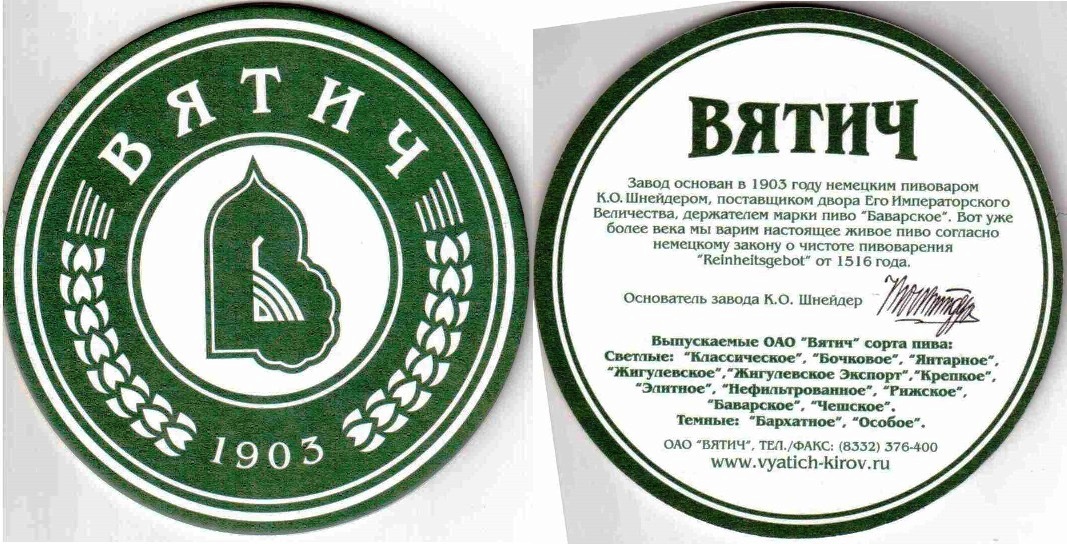 ВЯТИЧ
1903
ВЯТИЧ
Завод основан в 1903 году немецким пивоваром
К.О. Шнейдером, поставщиком двора Его Императорского
Величества, держателем марки пиво "Баварское". Вот уже
более века мы варим настоящее живое пиво согласно
немецкому закону о чистоте пивоварения
"Reinheitsgebot" от 1516 года.
Основатель завода К.О. Шнейдер
Выпускаемые ОАО "Вятич" сорта пива:
Светлые: "Классическое", "Бочковое", "Янтарное",
"Жигулевское", "Жнгулевское Экспорт", "Крепкое",
"Элитное", "Нефильтрованное", "Рижское",
"Баварское", "Чешское".
Темные: "Бархатное", "Особое".
ОАО "ВЯТИЧ", ТЕЛ./ФАКС: (8332) 376-400
www.vyatich-kirov.ru